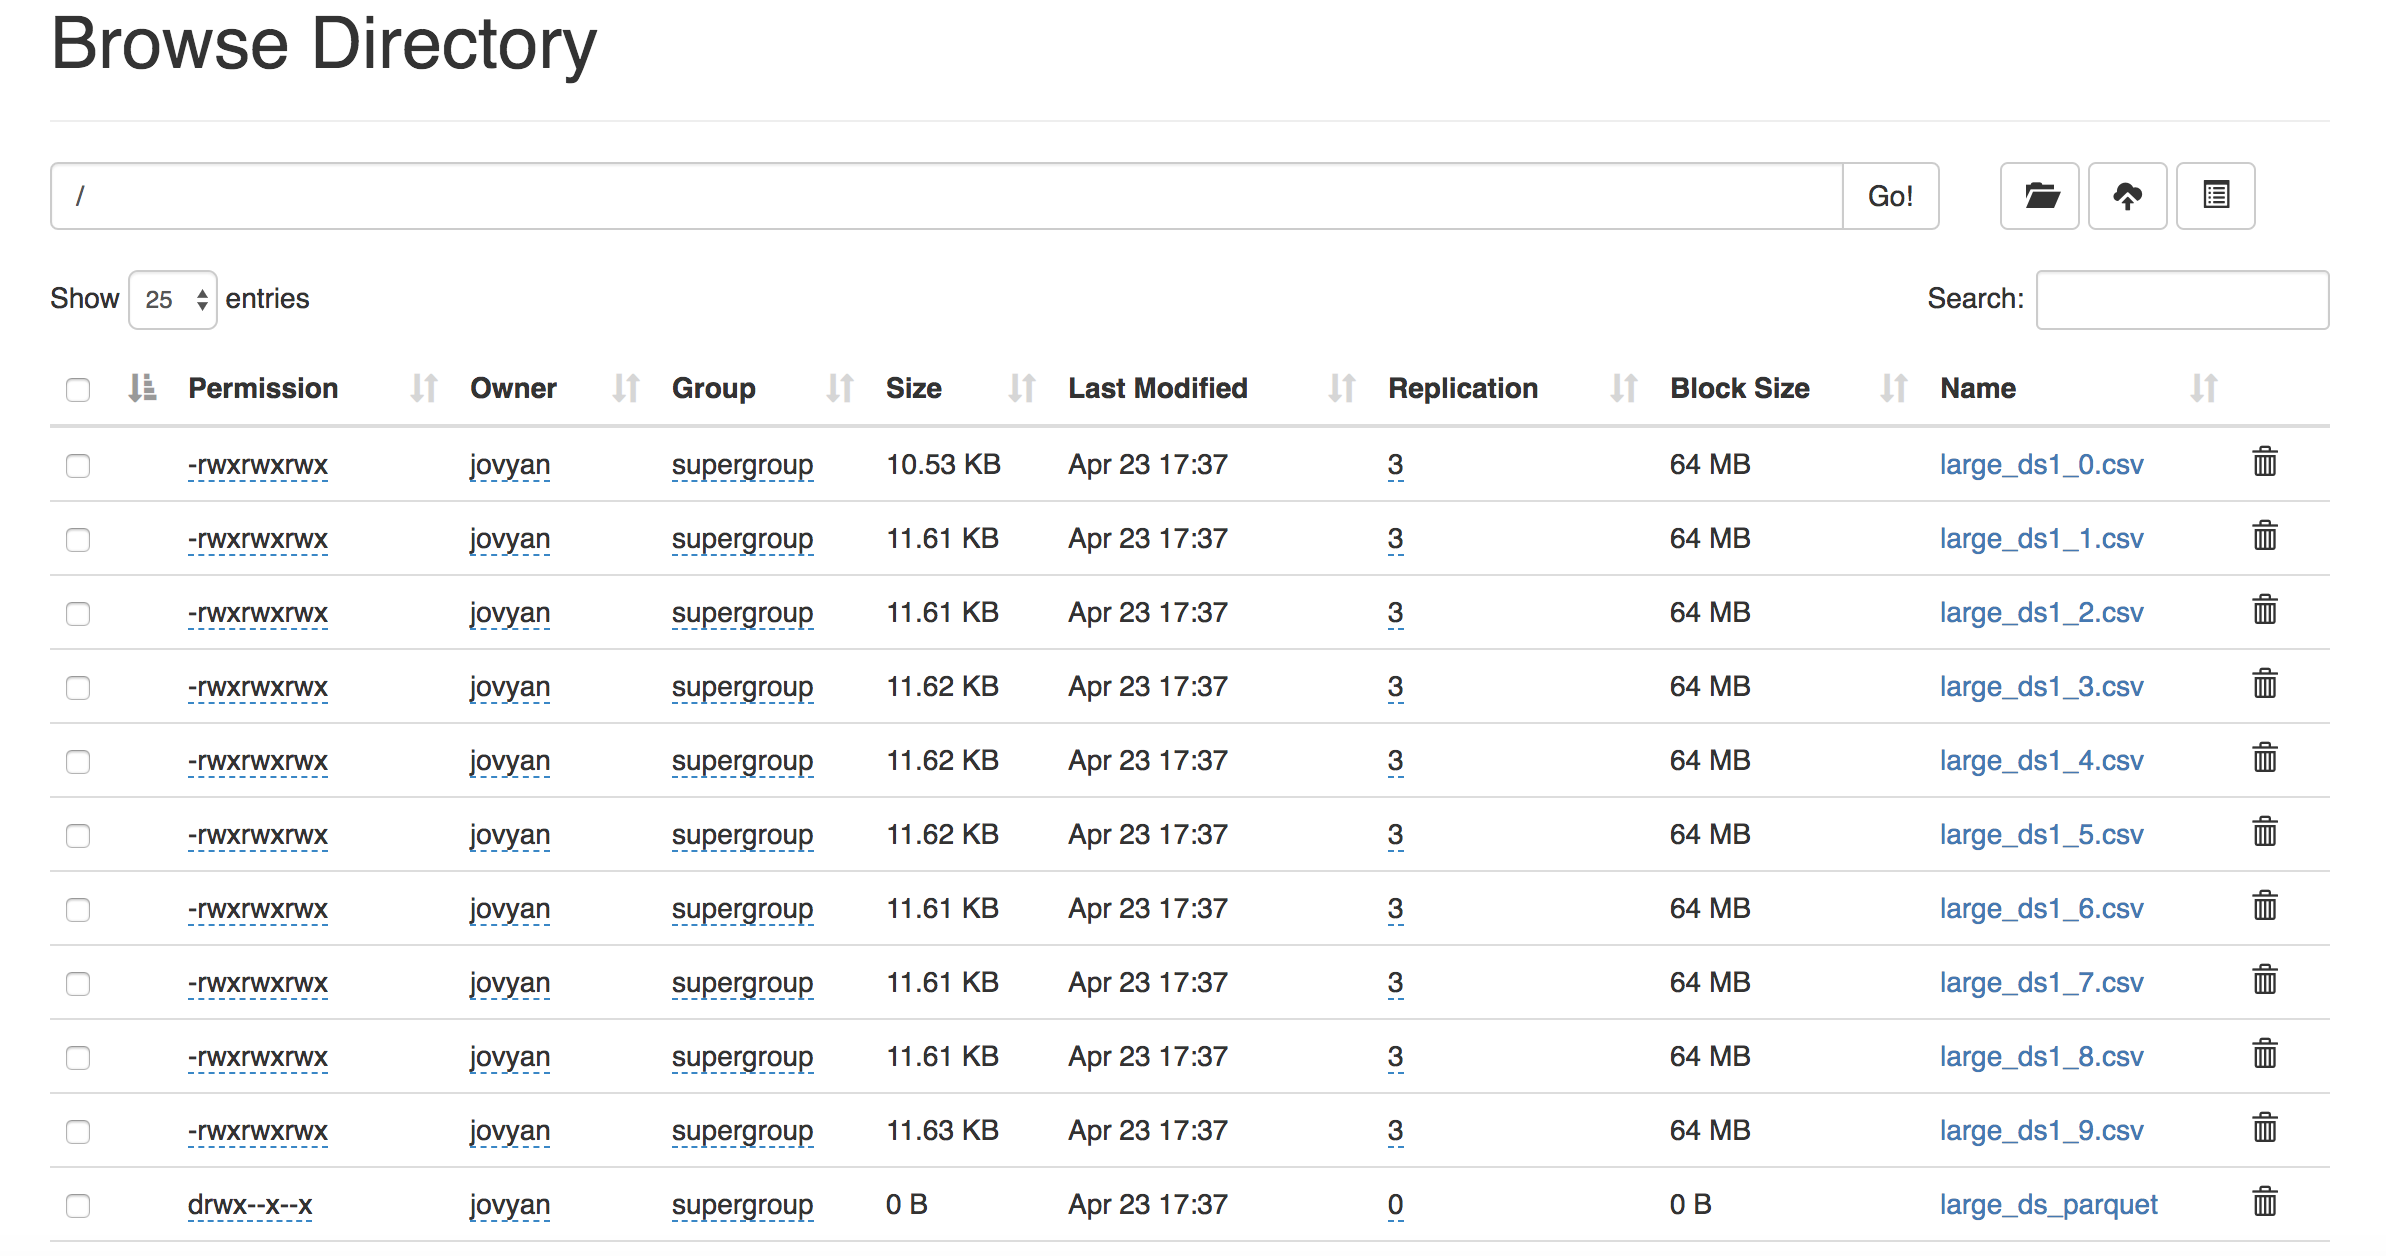 Browse Directory
/ Go!
Show 25 entries Search:
Permission Owner Group Size Last Modified Replication Block Size Name
-rwxrwxrwx jovyan supergroup 10.53 KB Apr 23 17:37 3 64 MB large_ds1_0.csv
-rwxrwxrwx jovyan supergroup 11.61 KB Apr 23 17:37 3 64 MB large_ds1_1.csv
-rwxrwxrwx jovyan supergroup 11.61 KB Apr 23 17:37 3 64 MB large_ds1_2.csv
-rwxrwxrwx jovyan supergroup 11.62 KB Apr 23 17:37 3 64 MB large_ds1_3.csv
-rwxrwxrwx jovyan supergroup 11.62 KB Apr 23 17:37 3 64 MB large_ds1_4.csv
-rwxrwxrwx jovyan supergroup 11.62 KB Apr 23 17:37 3 64 MB large_ds1_5.csv
-rwxrwxrwx jovyan supergroup 11.61 KB Apr 23 17:37 3 64 MB large_ds1_6.csv
-rwxrwxrwx jovyan supergroup 11.61 KB Apr 23 17:37 3 64 MB large_ds1_7.csv
-rwxrwxrwx jovyan supergroup 11.61 KB Apr 23 17:37 3 64 MB large_ds1_8.csv
-rwxrwxrwx jovyan supergroup 11.63 KB Apr 23 17:37 3 64 MB large_ds1_9.csv
drwx--x--x jovyan supergroup 0 B Apr 23 17:37 0 0 B large_ds_parquet